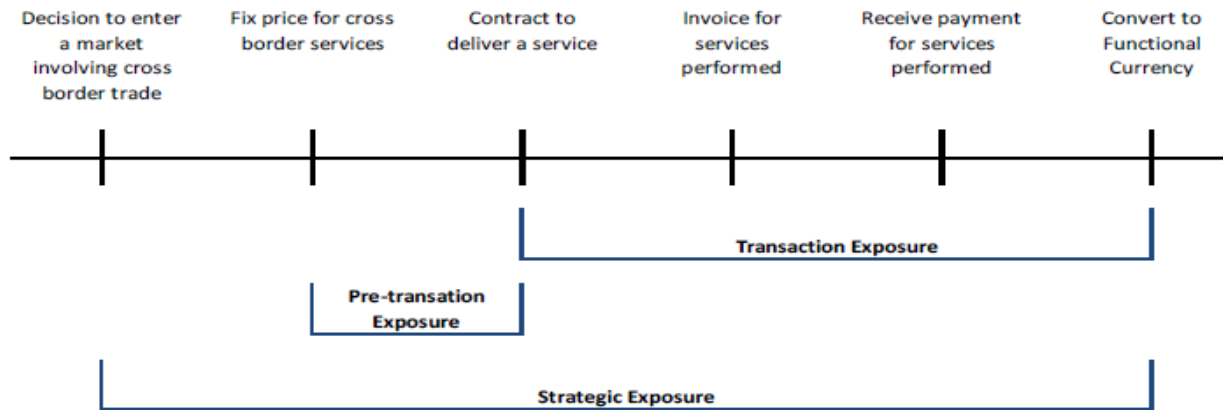 Decision to enter
a market
involving cross
border trade
Fix price for cross
border services
Contract to
deliver a service
Invoice for
services
performed
Receive payment
for services
performed
Convert to
Functional
Currency
Transaction Exposure
Pre-transation
Exposure
Strategic Exposure